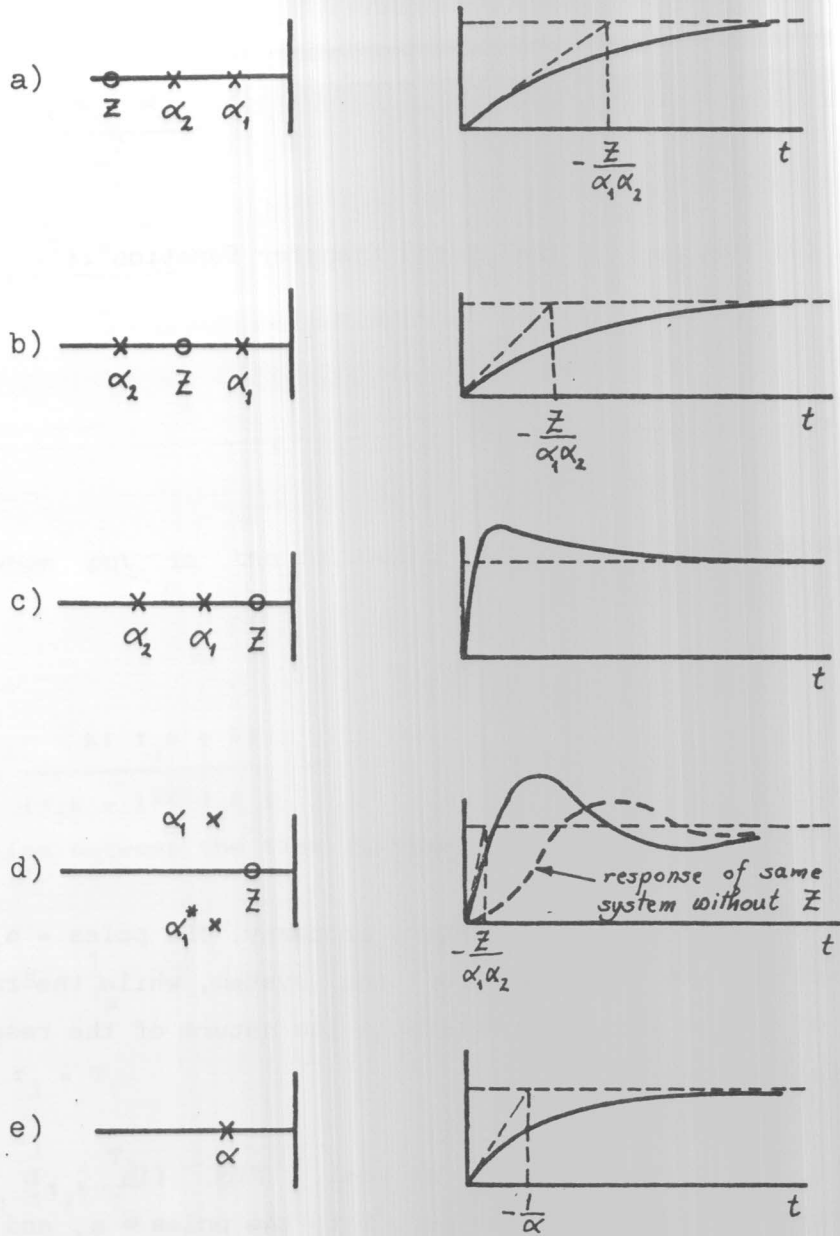 a)
Z α₂ α₁
-Z/α₁α₂
t
b)
α₂ Z α₁
-Z/α₁α₂
t
c)
α₂ α₁ Z
t
d)
α₁
Z
α₁*
response of same
system without Z
-Z/α₁α₂
t
e)
α
-1/α
t